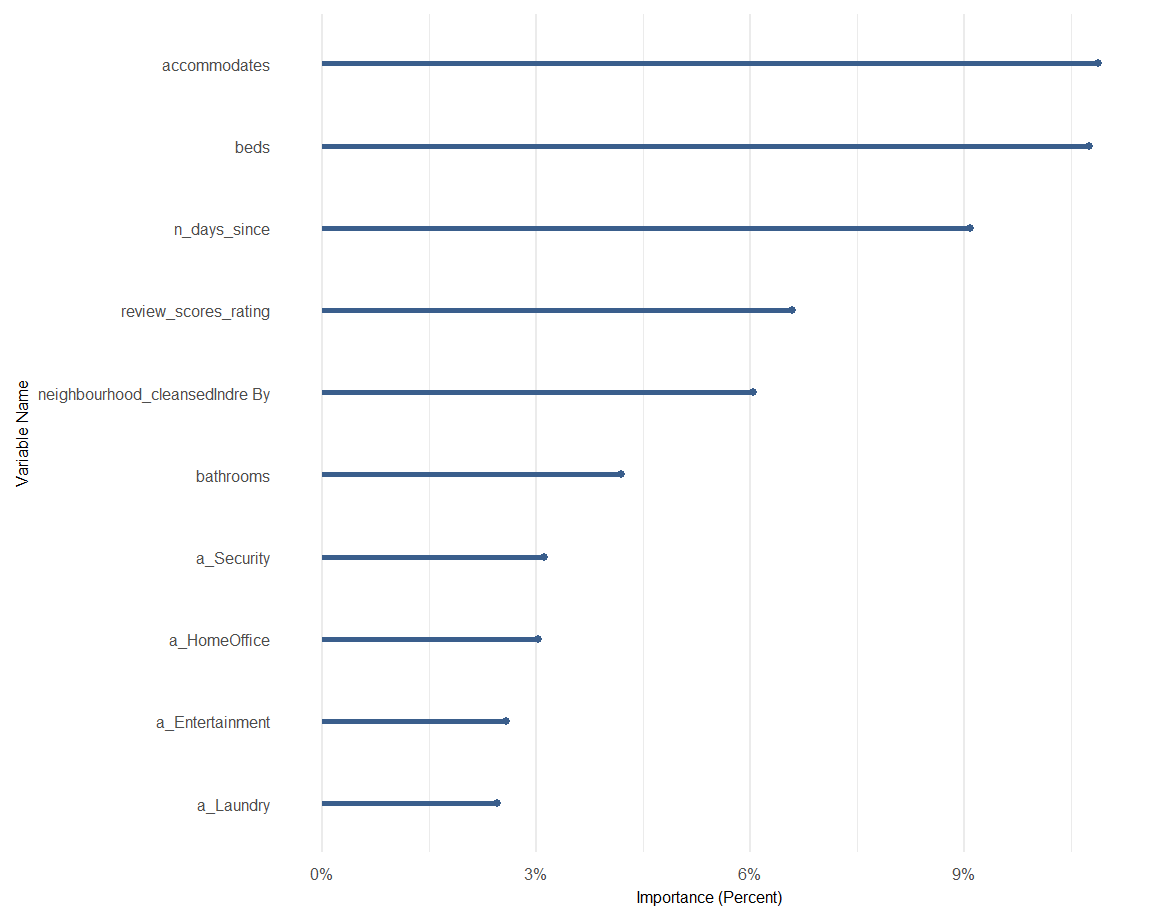 accommodates
beds
n_days_since
review_scores_rating
neighbourhood_cleansedIndre By
bathrooms
a_Security
a_HomeOffice
a_Entertainment
a_Laundry
Variable Name
0% 3% 6% 9%
Importance (Percent)